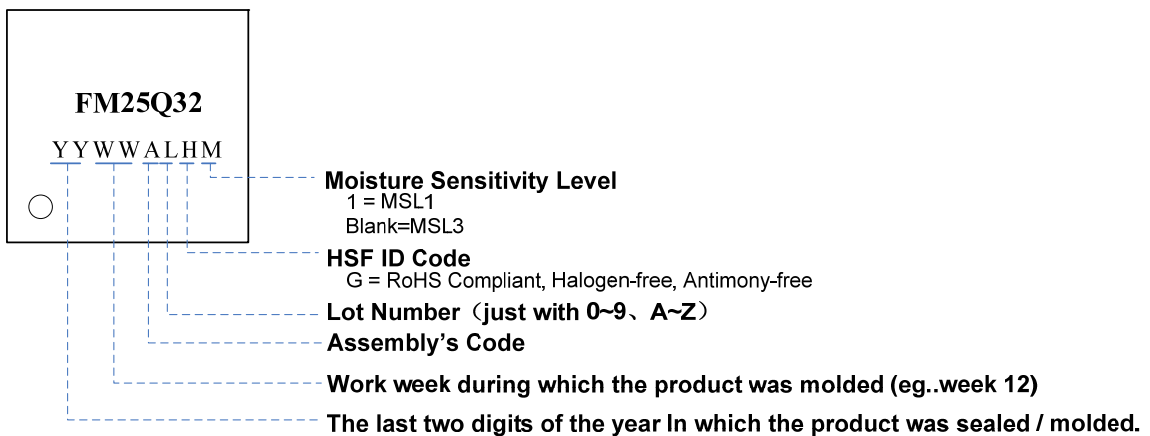 FM25Q32
YYWWALHM
Moisture Sensitivity Level
1 = MSL1
Blank=MSL3
HSF ID Code
G = RoHS Compliant, Halogen-free, Antimony-free
Lot Number（just with 0~9、A~Z）
Assembly’s Code
Work week during which the product was molded (eg..week 12)
The last two digits of the year In which the product was sealed / molded.